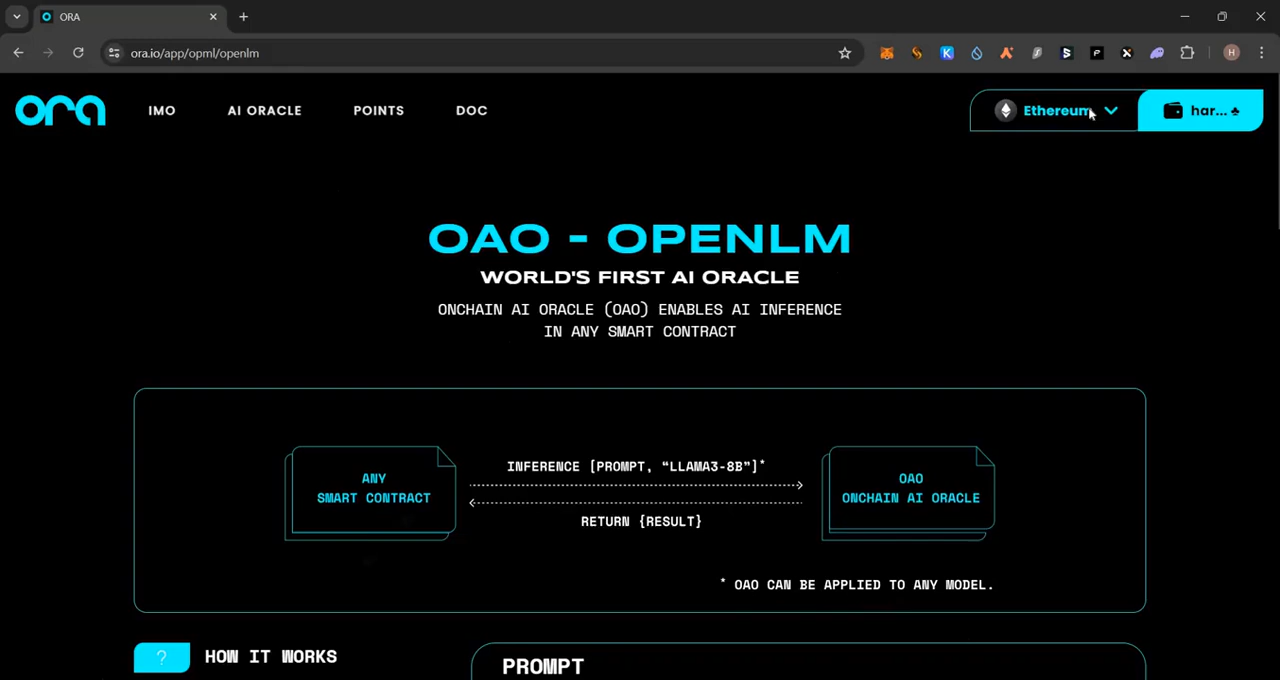 ORA
ora.io/app/opml/openlm
H
ora
IMO
AI ORACLE
POINTS
DOC
Ethereum
har... ♣
OAO - OPENLM
WORLD'S FIRST AI ORACLE
ONCHAIN AI ORACLE (OAO) ENABLES AI INFERENCE
IN ANY SMART CONTRACT
ANY
SMART CONTRACT
INFERENCE [PROMPT, “LLAMA3-8B”]*
RETURN {RESULT}
OAO
ONCHAIN AI ORACLE
* OAO CAN BE APPLIED TO ANY MODEL.
?
HOW IT WORKS
PROMPT